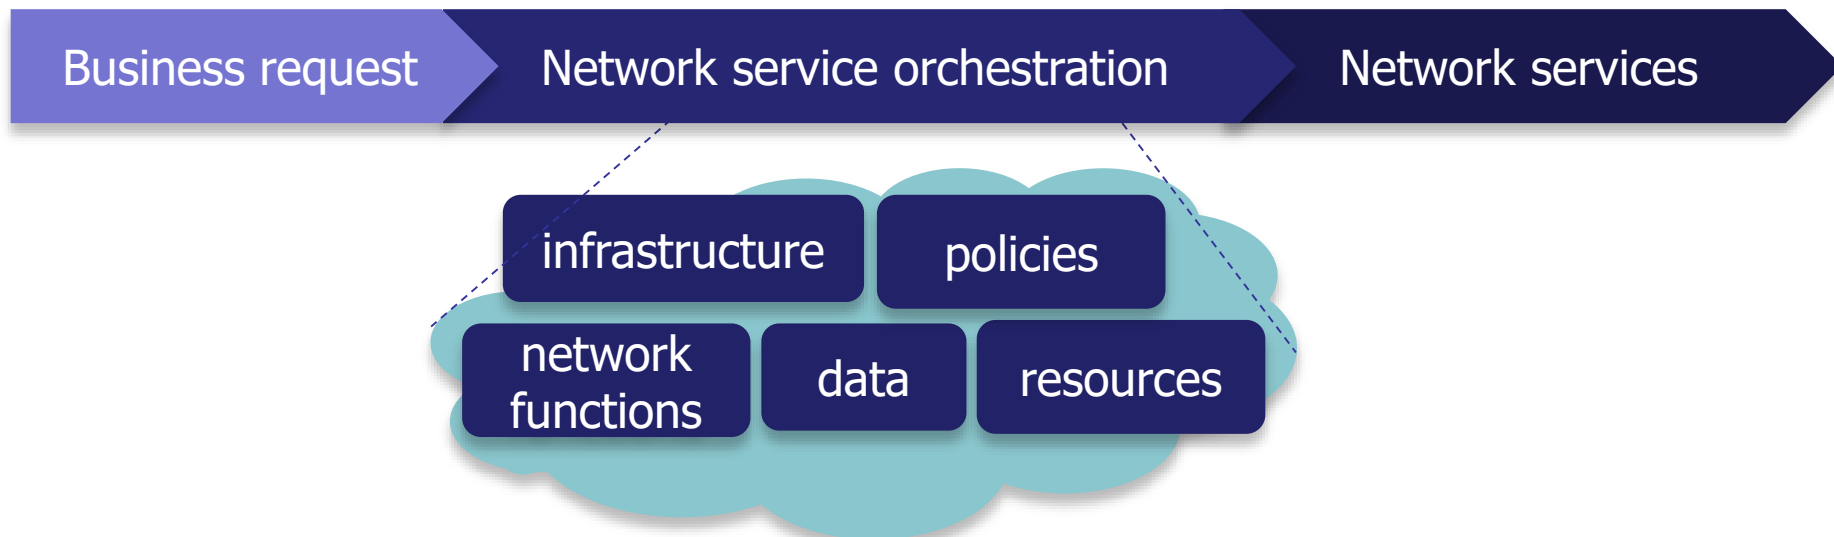 Business request
Network service orchestration
Network services
infrastructure
policies
network
functions
data
resources